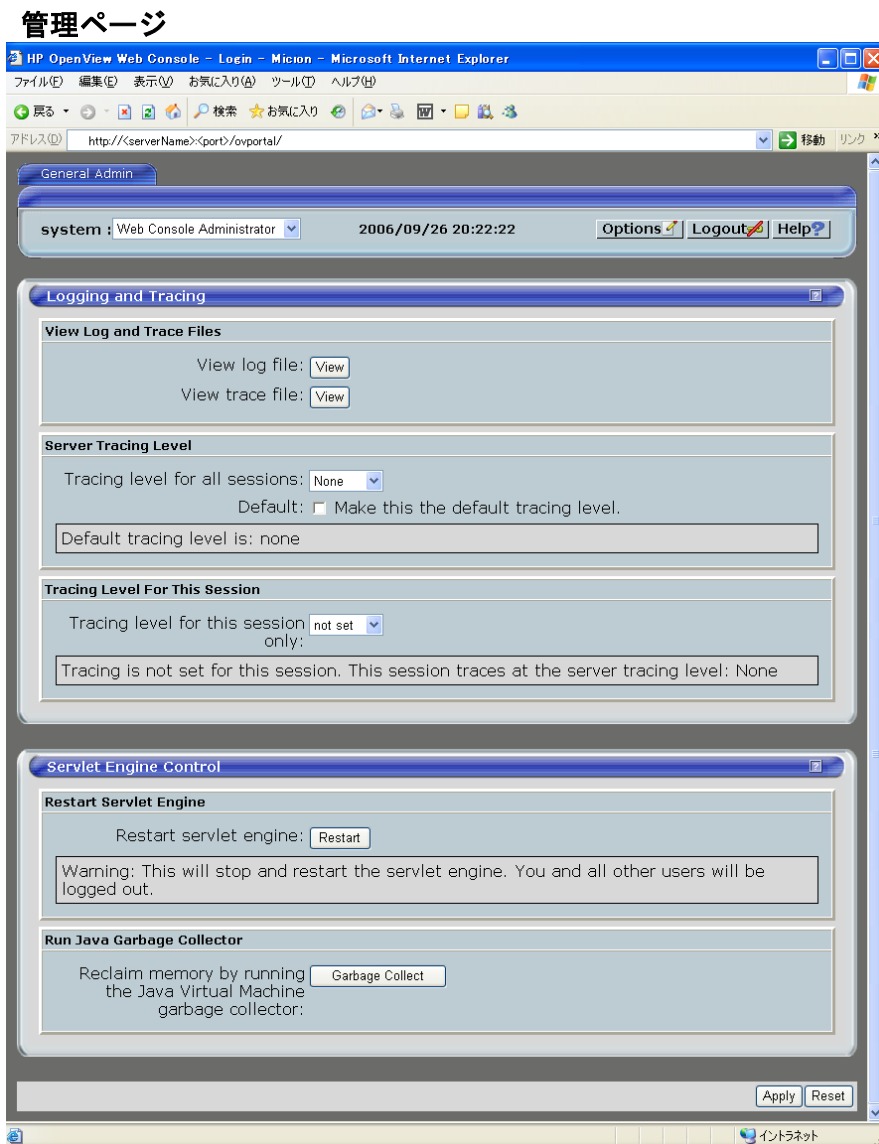 管理ページ
HP OpenView Web Console - Login - Micion - Microsoft Internet Explorer
ファイル(F) 編集(E) 表示(V) お気に入り(A) ツール(T) ヘルプ(H)
戻る 検索 お気に入り
アドレス(D) http://<serverName>:<port>/ovportal/ 移動 リンク »
General Admin
system : Web Console Administrator 2006/09/26 20:22:22 Options Logout Help?
Logging and Tracing ?
View Log and Trace Files
View log file: View
View trace file: View
Server Tracing Level
Tracing level for all sessions: None
Default: Make this the default tracing level.
Default tracing level is: none
Tracing Level For This Session
Tracing level for this session only: not set
Tracing is not set for this session. This session traces at the server tracing level: None
Servlet Engine Control ?
Restart Servlet Engine
Restart servlet engine: Restart
Warning: This will stop and restart the servlet engine. You and all other users will be
logged out.
Run Java Garbage Collector
Reclaim memory by running Garbage Collect
the Java Virtual Machine
garbage collector:
Apply Reset
イントラネット